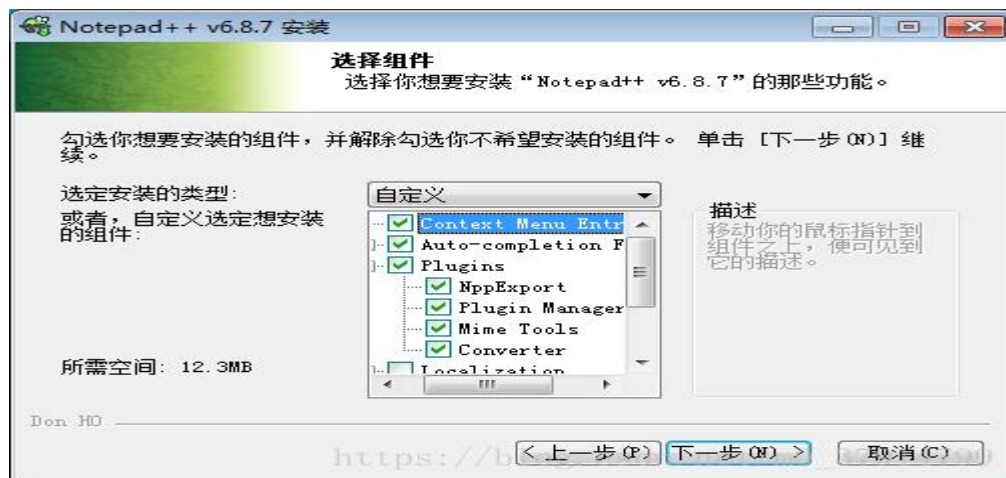 Notepad++ v6.8.7 安装
选择组件
选择你想要安装“Notepad++ v6.8.7”的那些功能。
勾选你想要安装的组件，并解除勾选你不希望安装的组件。 单击 [下一步(N)] 继
续。
选定安装的类型:
自定义
或者，自定义选定想安装
的组件:
Context Menu Entr
Auto-completion F
Plugins
NppExport
Plugin Manager
Mime Tools
Converter
Localization
描述
移动你的鼠标指针到
组件之上，便可见到
它的描述。
所需空间: 12.3MB
Don HO
< 上一步(P)
下一步(N) >
取消(C)
https://b